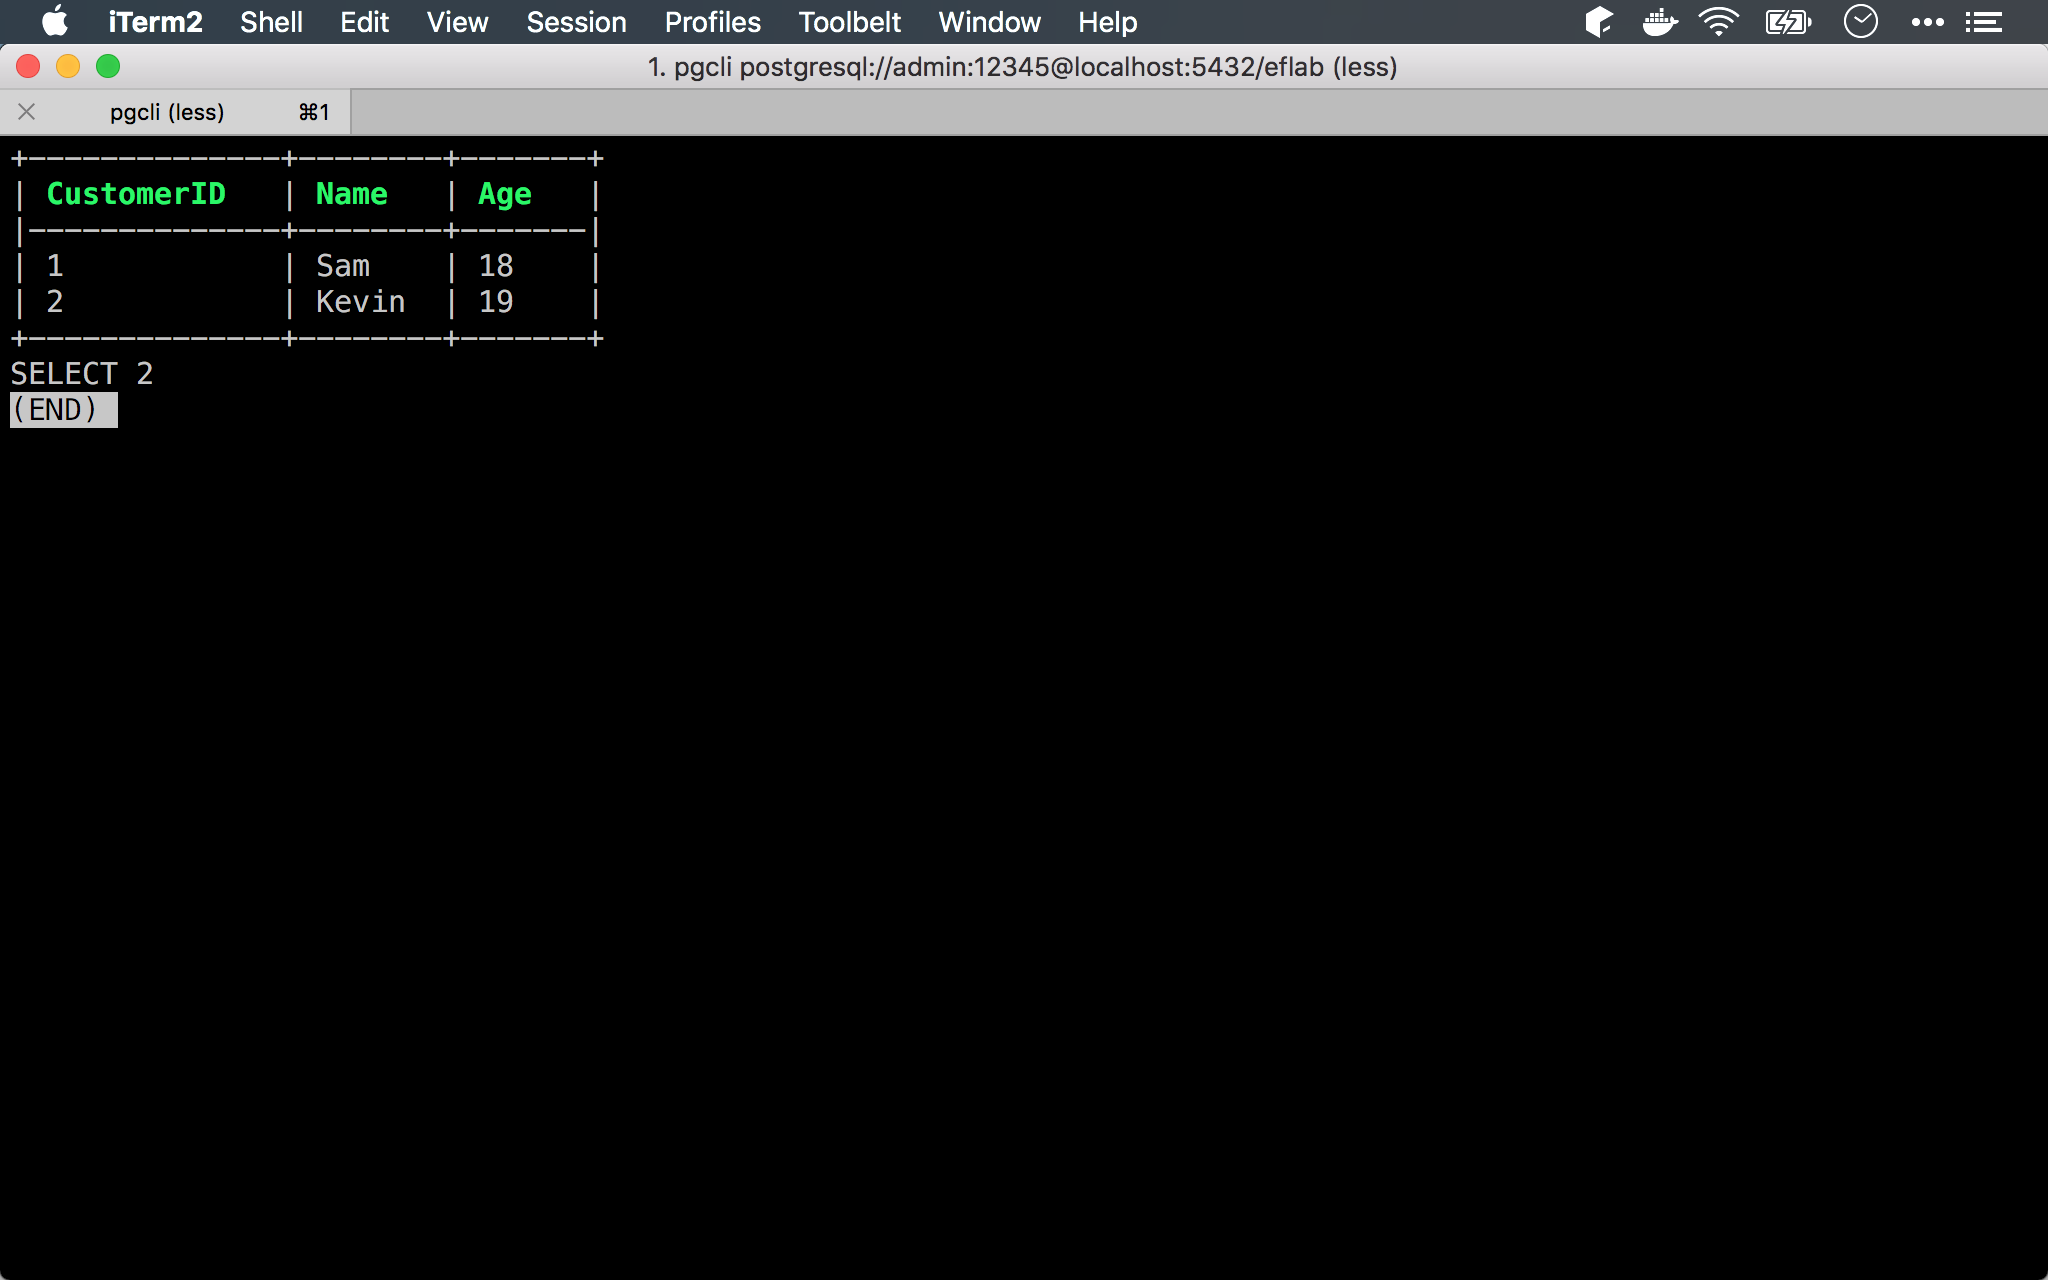 iTerm2 Shell Edit View Session Profiles Toolbelt Window Help
1. pgcli postgresql://admin:12345@localhost:5432/eflab (less)
pgcli (less) ⌘1
+--------------+--------+-------+
| CustomerID   | Name   | Age   |
|--------------+--------+-------|
| 1            | Sam    | 18    |
| 2            | Kevin  | 19    |
+--------------+--------+-------+
SELECT 2
(END)